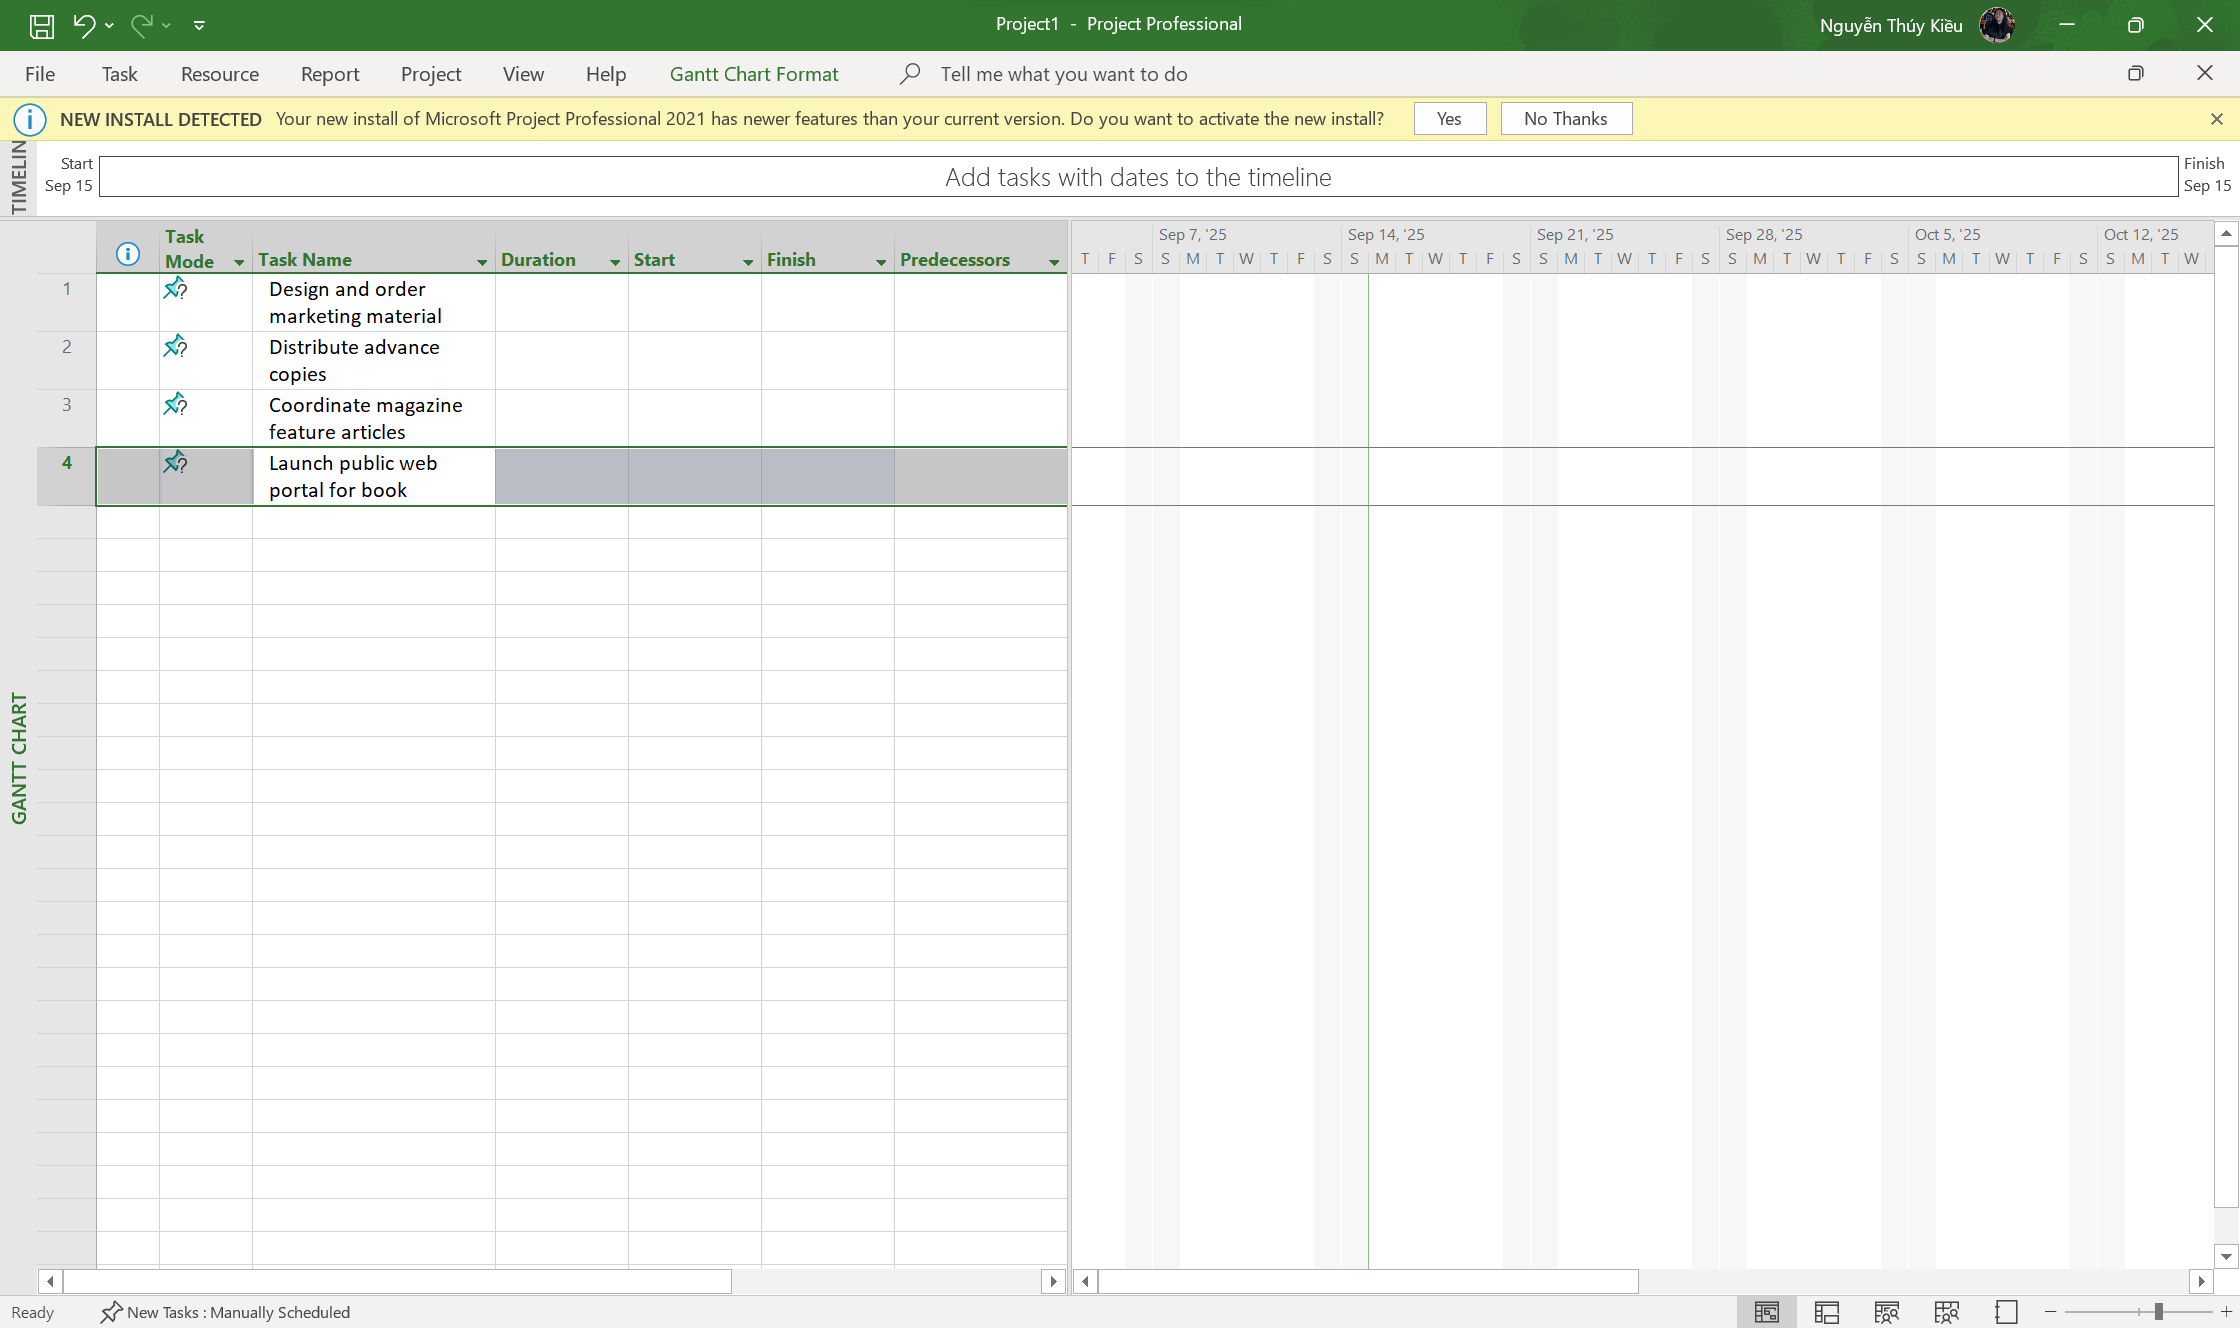 Project1 - Project Professional
Nguyễn Thúy Kiều
File Task Resource Report Project View Help Gantt Chart Format Tell me what you want to do
NEW INSTALL DETECTED Your new install of Microsoft Project Professional 2021 has newer features than your current version. Do you want to activate the new install? Yes No Thanks
TIMELIN
Start
Sep 15
Add tasks with dates to the timeline
Finish
Sep 15
GANTT CHART
Task Mode Task Name Duration Start Finish Predecessors
Sep 7, '25 Sep 14, '25 Sep 21, '25 Sep 28, '25 Oct 5, '25 Oct 12, '25
T F S S M T W T F S S M T W T F S S M T W T F S S M T W T F S S M T W T F S S M T W
1 Design and order
marketing material
2 Distribute advance
copies
3 Coordinate magazine
feature articles
4 Launch public web
portal for book
Ready New Tasks : Manually Scheduled